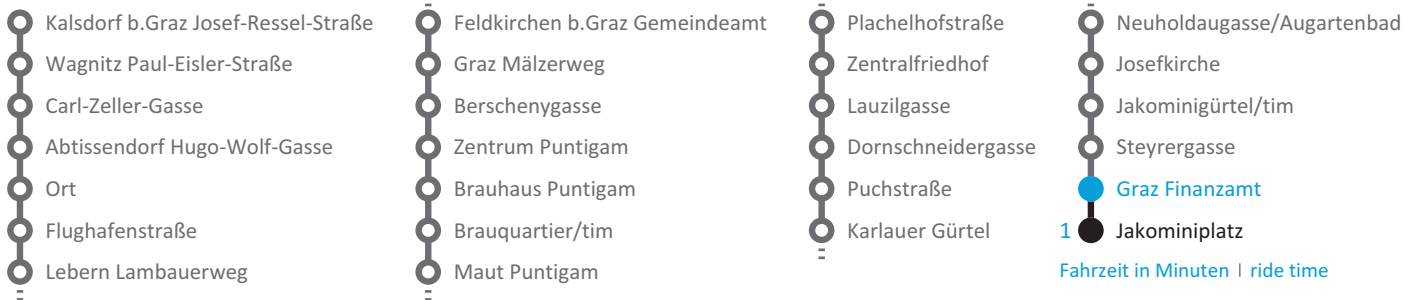 Kalsdorf b.Graz Josef-Ressel-Straße
Wagnitz Paul-Eisler-Straße
Carl-Zeller-Gasse
Abtissendorf Hugo-Wolf-Gasse
Ort
Flughafenstraße
Lebern Lambauerweg
Feldkirchen b.Graz Gemeindeamt
Graz Mälzerweg
Berschenygasse
Zentrum Puntigam
Brauhaus Puntigam
Brauquartier/tim
Maut Puntigam
Plachelhofstraße
Zentralfriedhof
Lauzilgasse
Dornschneidergasse
Puchstraße
Karlauer Gürtel
Neuholdaugasse/Augartenbad
Josefkirche
Jakominigürtel/tim
Steyrergasse
Graz Finanzamt
1 Jakominiplatz
Fahrzeit in Minuten | ride time